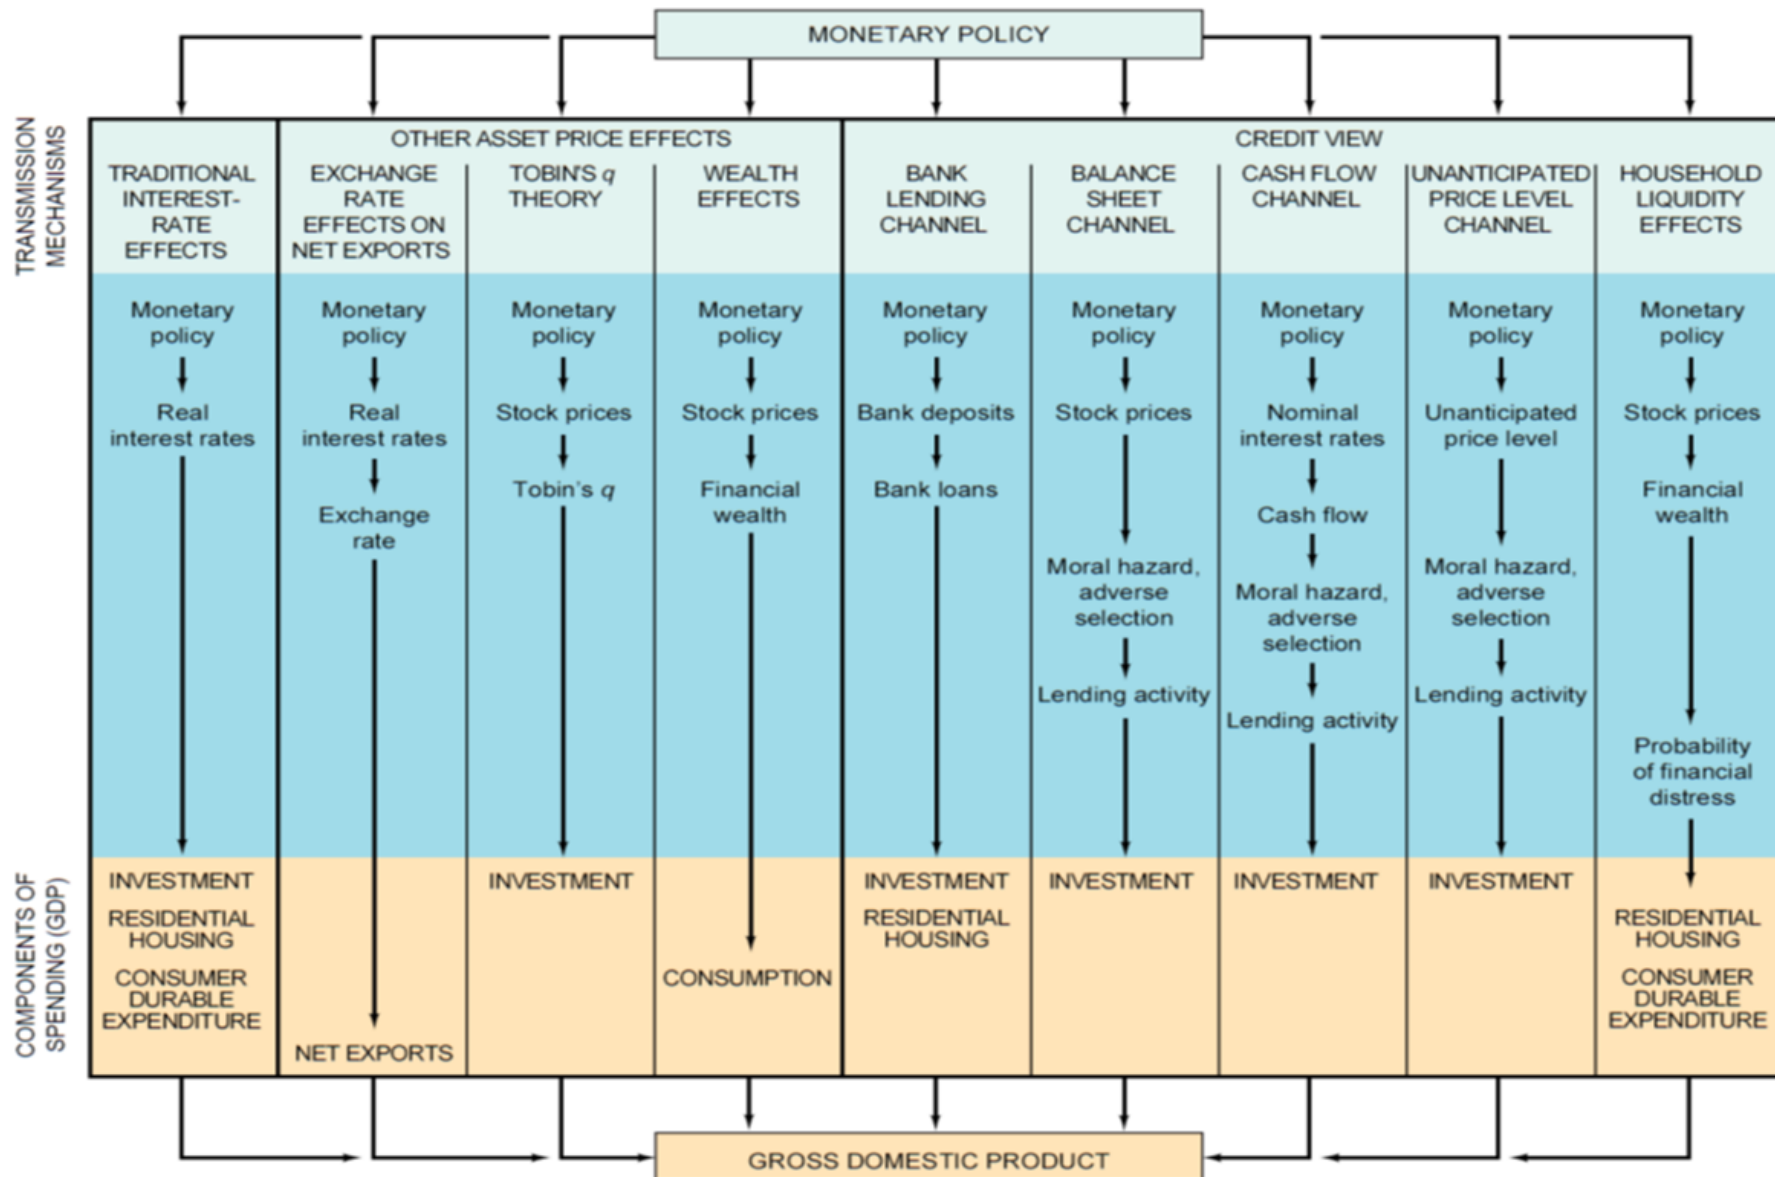 MONETARY POLICY
TRANSMISSION
MECHANISMS
OTHER ASSET PRICE EFFECTS
CREDIT VIEW
TRADITIONAL
INTEREST-
RATE
EFFECTS
EXCHANGE
RATE
EFFECTS ON
NET EXPORTS
TOBIN'S q
THEORY
WEALTH
EFFECTS
BANK
LENDING
CHANNEL
BALANCE
SHEET
CHANNEL
CASH FLOW
CHANNEL
UNANTICIPATED
PRICE LEVEL
CHANNEL
HOUSEHOLD
LIQUIDITY
EFFECTS
Monetary
policy
Real
interest rates
Monetary
policy
Real
interest rates
Exchange
rate
Monetary
policy
Stock prices
Tobin's q
Monetary
policy
Stock prices
Financial
wealth
Monetary
policy
Bank deposits
Bank loans
Monetary
policy
Stock prices
Moral hazard,
adverse
selection
Lending activity
Monetary
policy
Nominal
interest rates
Cash flow
Moral hazard,
adverse
selection
Lending activity
Monetary
policy
Unanticipated
price level
Moral hazard,
adverse
selection
Lending activity
Monetary
policy
Stock prices
Financial
wealth
Probability
of financial
distress
COMPONENTS OF
SPENDING (GDP)
INVESTMENT
RESIDENTIAL
HOUSING
CONSUMER
DURABLE
EXPENDITURE
NET EXPORTS
INVESTMENT
CONSUMPTION
INVESTMENT
RESIDENTIAL
HOUSING
INVESTMENT
INVESTMENT
INVESTMENT
RESIDENTIAL
HOUSING
CONSUMER
DURABLE
EXPENDITURE
GROSS DOMESTIC PRODUCT